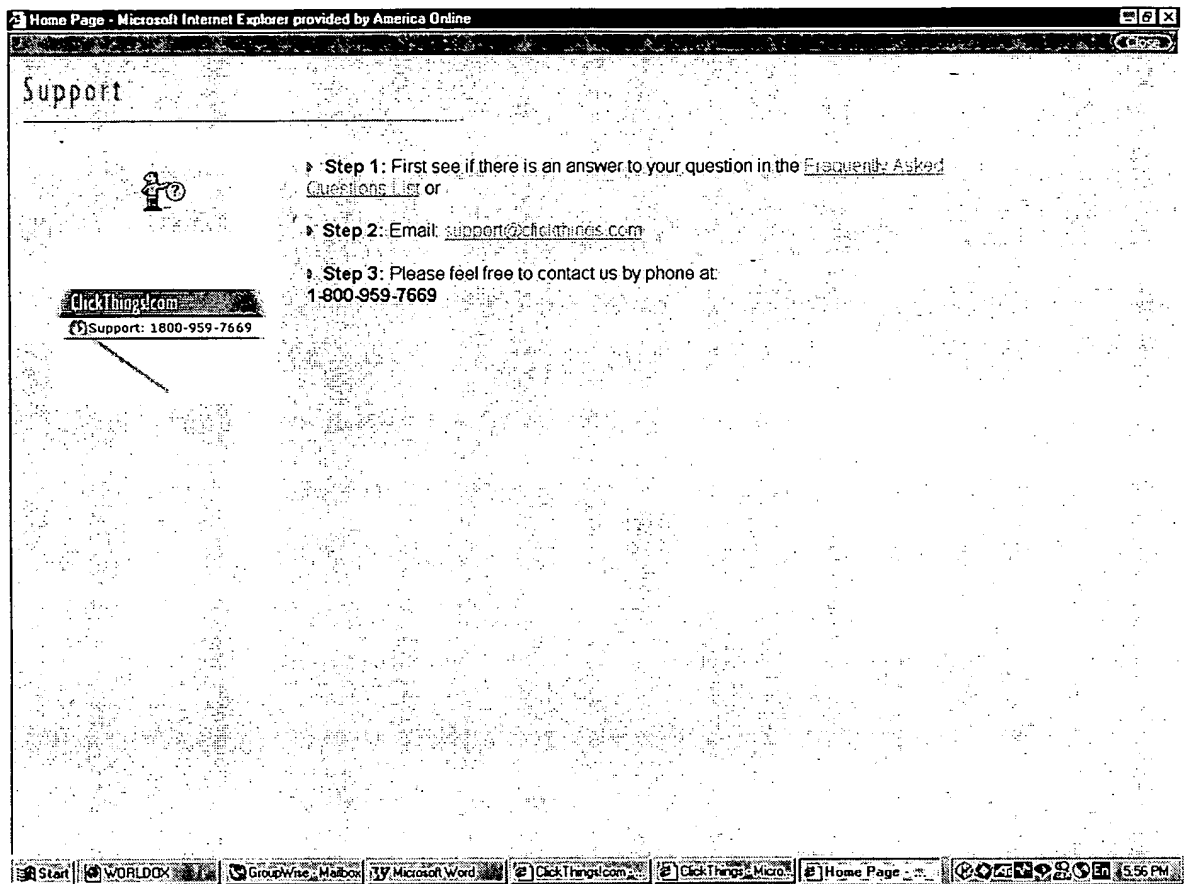 Home Page - Microsoft Internet Explorer provided by America Online
Close
Support
Step 1: First see if there is an answer to your question in the Frequently Asked
Questions List or
Step 2: Email: support@clickthings.com
Step 3: Please feel free to contact us by phone at:
1-800-959-7669
ClickThings!com
Support: 1800-959-7669
Start WORLDOX GroupWise - Mailbox Microsoft Word ClickThings!com - ClickThings - Micro... Home Page - 5:56 PM